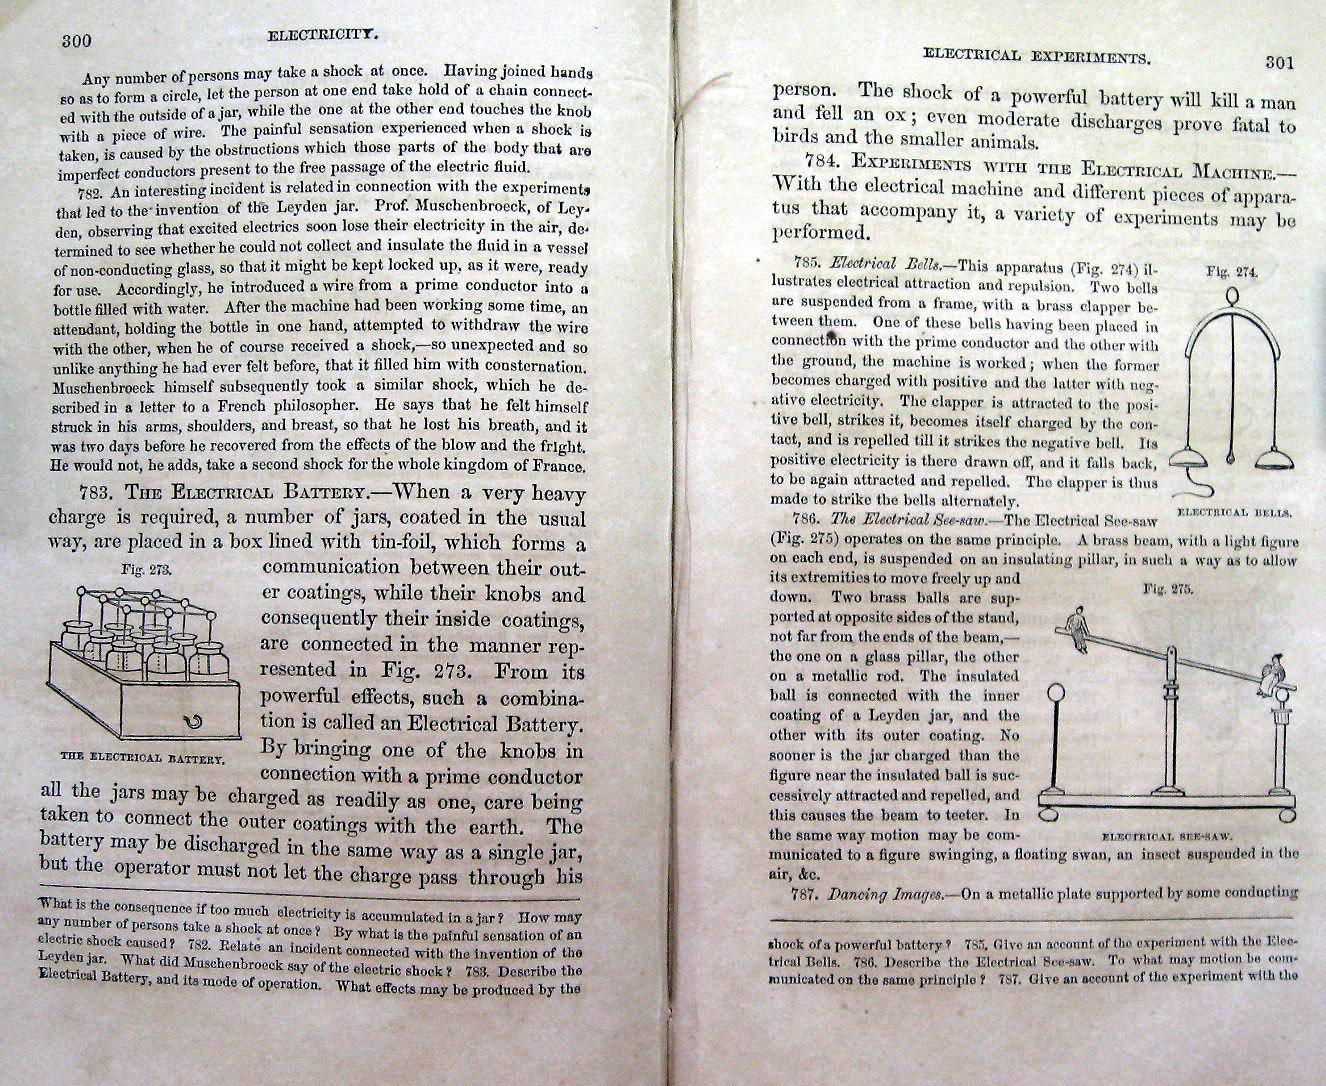 300
ELECTRICITY.
Any number of persons may take a shock at once. Having joined hands
so as to form a circle, let the person at one end take hold of a chain connect-
ed with the outside of a jar, while the one at the other end touches the knob
with a piece of wire. The painful sensation experienced when a shock is
taken, is caused by the obstructions which those parts of the body that are
imperfect conductors present to the free passage of the electric fluid.
782. An interesting incident is related in connection with the experiments
that led to the invention of the Leyden jar. Prof. Muschenbroeck, of Ley-
den, observing that excited electrics soon lose their electricity in the air, de-
termined to see whether he could not collect and insulate the fluid in a vessel
of non-conducting glass, so that it might be kept locked up, as it were, ready
for use. Accordingly, he introduced a wire from a prime conductor into a
bottle filled with water. After the machine had been working some time, an
attendant, holding the bottle in one hand, attempted to withdraw the wire
with the other, when he of course received a shock,—so unexpected and so
unlike anything he had ever felt before, that it filled him with consternation.
Muschenbroeck himself subsequently took a similar shock, which he de-
scribed in a letter to a French philosopher. He says that he felt himself
struck in his arms, shoulders, and breast, so that he lost his breath, and it
was two days before he recovered from the effects of the blow and the fright.
He would not, he adds, take a second shock for the whole kingdom of France.
783. THE ELECTRICAL BATTERY.—When a very heavy
charge is required, a number of jars, coated in the usual
way, are placed in a box lined with tin-foil, which forms a
Fig. 273.
communication between their out-
er coatings, while their knobs and
consequently their inside coatings,
are connected in the manner rep-
resented in Fig. 273. From its
powerful effects, such a combina-
tion is called an Electrical Battery.
By bringing one of the knobs in
connection with a prime conductor
THE ELECTRICAL BATTERY.
all the jars may be charged as readily as one, care being
taken to connect the outer coatings with the earth. The
battery may be discharged in the same way as a single jar,
but the operator must not let the charge pass through his
What is the consequence if too much electricity is accumulated in a jar? How may
any number of persons take a shock at once? By what is the painful sensation of an
electric shock caused? 782. Relate an incident connected with the invention of the
Leyden jar. What did Muschenbroeck say of the electric shock? 783. Describe the
Electrical Battery, and its mode of operation. What effects may be produced by the
ELECTRICAL EXPERIMENTS.
301
person. The shock of a powerful battery will kill a man
and fell an ox; even moderate discharges prove fatal to
birds and the smaller animals.
784. EXPERIMENTS WITH THE ELECTRICAL MACHINE.—
With the electrical machine and different pieces of appara-
tus that accompany it, a variety of experiments may be
performed.
785. Electrical Bells.—This apparatus (Fig. 274) il-
lustrates electrical attraction and repulsion. Two bells
are suspended from a frame, with a brass clapper be-
tween them. One of these bells having been placed in
connection with the prime conductor and the other with
the ground, the machine is worked; when the former
becomes charged with positive and the latter with neg-
ative electricity. The clapper is attracted to the posi-
tive bell, strikes it, becomes itself charged by the con-
tact, and is repelled till it strikes the negative bell. Its
positive electricity is there drawn off, and it falls back,
to be again attracted and repelled. The clapper is thus
made to strike the bells alternately.
Fig. 274.
ELECTRICAL BELLS.
786. The Electrical See-saw.—The Electrical See-saw
(Fig. 275) operates on the same principle. A brass beam, with a light figure
on each end, is suspended on an insulating pillar, in such a way as to allow
its extremities to move freely up and
down. Two brass balls are sup-
ported at opposite sides of the stand,
not far from the ends of the beam,—
the one on a glass pillar, the other
on a metallic rod. The insulated
ball is connected with the inner
coating of a Leyden jar, and the
other with its outer coating. No
sooner is the jar charged than the
figure near the insulated ball is suc-
cessively attracted and repelled, and
this causes the beam to teeter. In
the same way motion may be com-
Fig. 275.
ELECTRICAL SEE-SAW.
municated to a figure swinging, a floating swan, an insect suspended in the
air, &c.
787. Dancing Images.—On a metallic plate supported by some conducting
shock of a powerful battery? 785. Give an account of the experiment with the Elec-
trical Bells. 786. Describe the Electrical See-saw. To what may motion be com-
municated on the same principle? 787. Give an account of the experiment with the